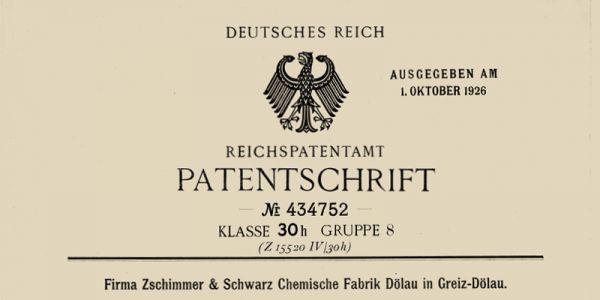 DEUTSCHES REICH
AUSGEGEBEN AM
1. OKTOBER 1926
REICHSPATENTAMT
PATENTSCHRIFT
— № 434752 —
KLASSE 30h GRUPPE 8
(Z 15520 IV|30h)
Firma Zschimmer & Schwarz Chemische Fabrik Dölau in Greiz-Dölau.